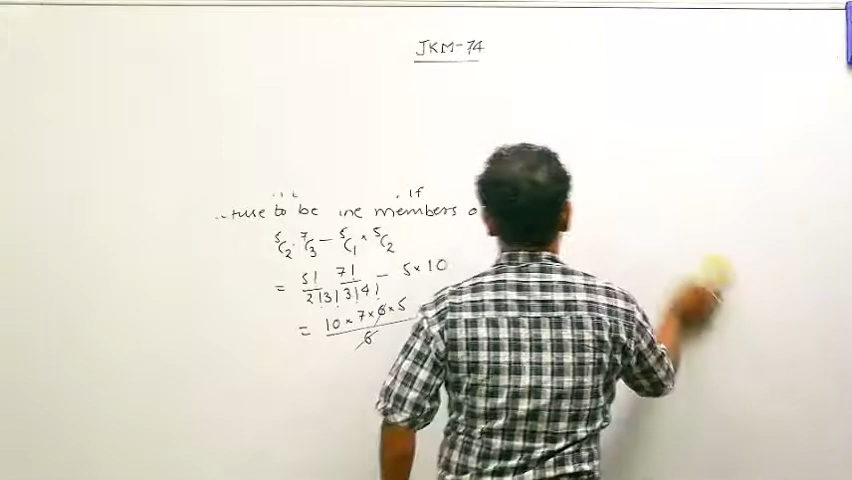 JKM-74
if
to be the members o
⁵C₂ · ⁷C₃ − ⁵C₁ × ⁵C₂
= 5!/2!3! 7!/3!4! − 5×10
= 10×7×6×5/6